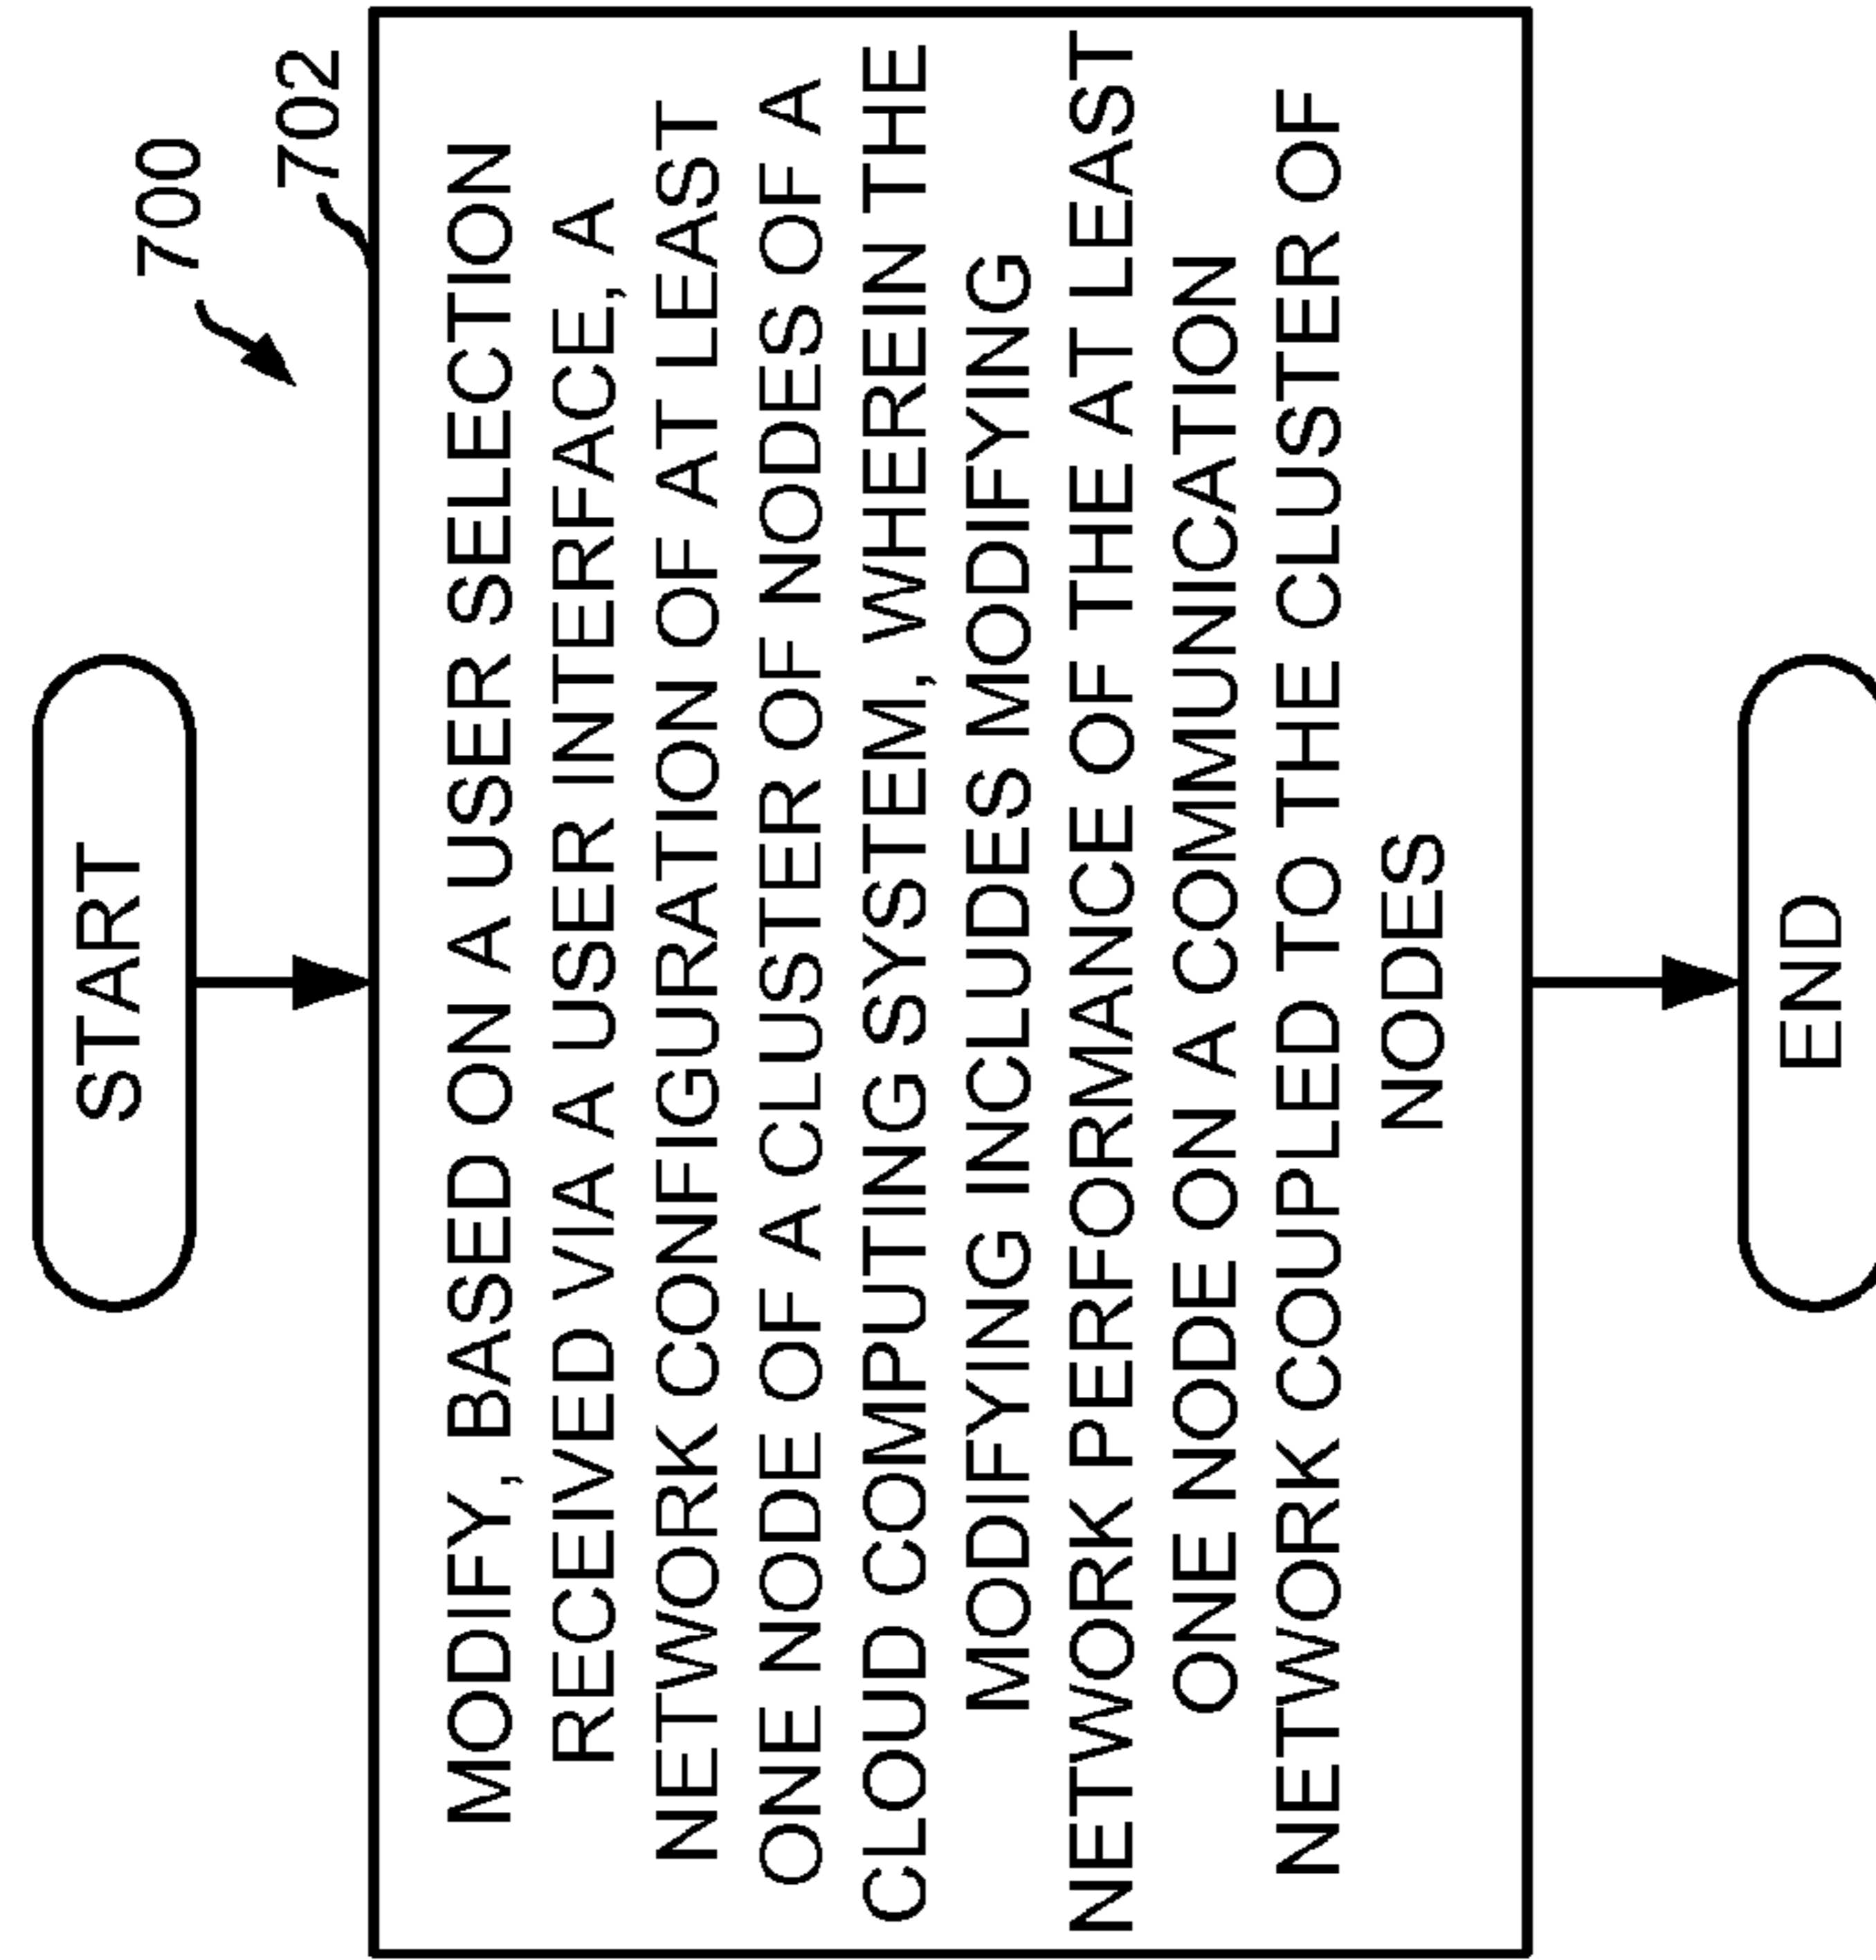 START
700
702
MODIFY, BASED ON A USER SELECTION
RECEIVED VIA A USER INTERFACE, A
NETWORK CONFIGURATION OF AT LEAST
ONE NODE OF A CLUSTER OF NODES OF A
CLOUD COMPUTING SYSTEM, WHEREIN THE
MODIFYING INCLUDES MODIFYING
NETWORK PERFORMANCE OF THE AT LEAST
ONE NODE ON A COMMUNICATION
NETWORK COUPLED TO THE CLUSTER OF
NODES
END